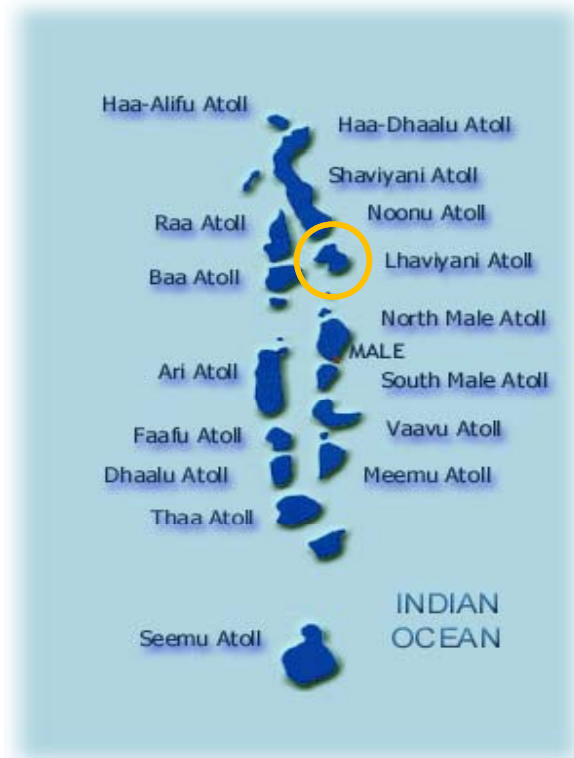 Haa-Alifu Atoll
Haa-Dhaalu Atoll
Shaviyani Atoll
Noonu Atoll
Raa Atoll
Lhaviyani Atoll
Baa Atoll
North Male Atoll
MALE
Ari Atoll
South Male Atoll
Vaavu Atoll
Faafu Atoll
Dhaalu Atoll
Meemu Atoll
Thaa Atoll
INDIAN
OCEAN
Seemu Atoll